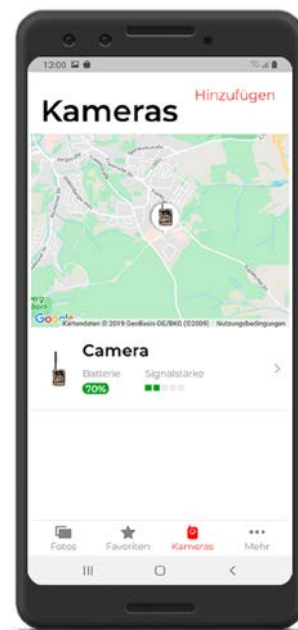 13:00
Hinzufügen
Kameras
Google
Kartendaten © 2019 GeoBasis-DE/BKG (©2009) Nutzungsbedingungen
Camera
Batterie Signalstärke
70%
Fotos Favoriten Kameras Mehr